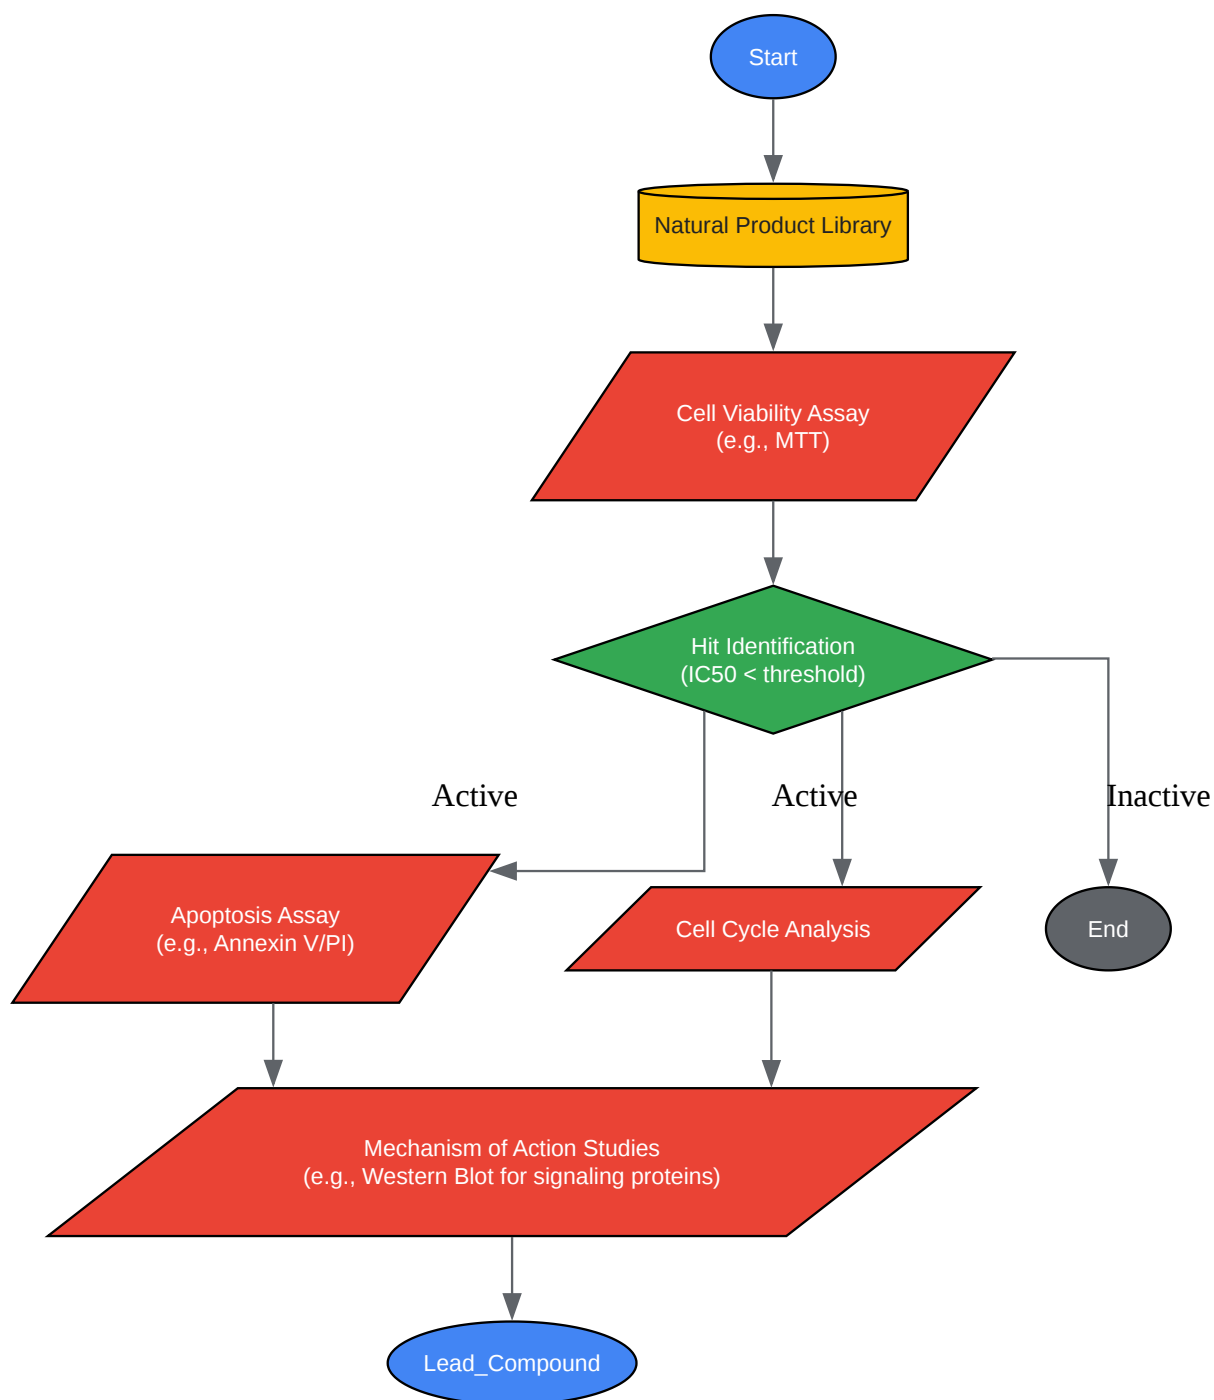 Start
Natural Product Library
Cell Viability Assay
(e.g., MTT)
Hit Identification
(IC50 < threshold)
Active
Active
Inactive
Apoptosis Assay
(e.g., Annexin V/PI)
Cell Cycle Analysis
End
Mechanism of Action Studies
(e.g., Western Blot for signaling proteins)
Lead_Compound